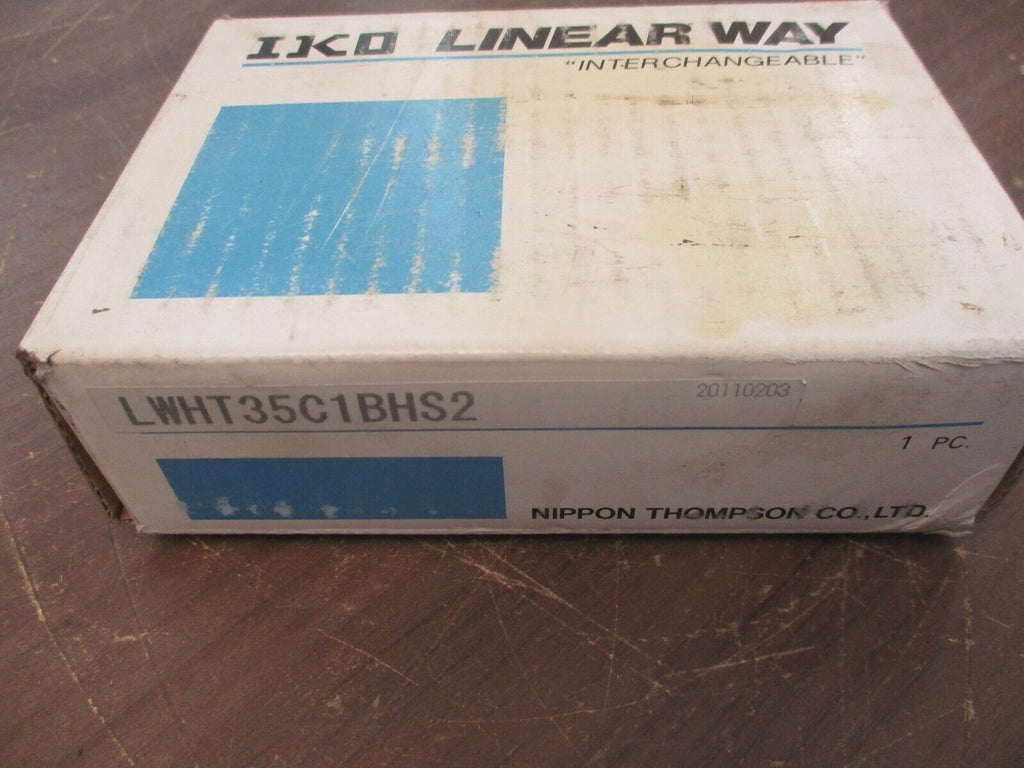 IKO LINEAR WAY
"INTERCHANGEABLE"
LWHT35C1BHS2
20110203
1 PC.
NIPPON THOMPSON CO.,LTD.